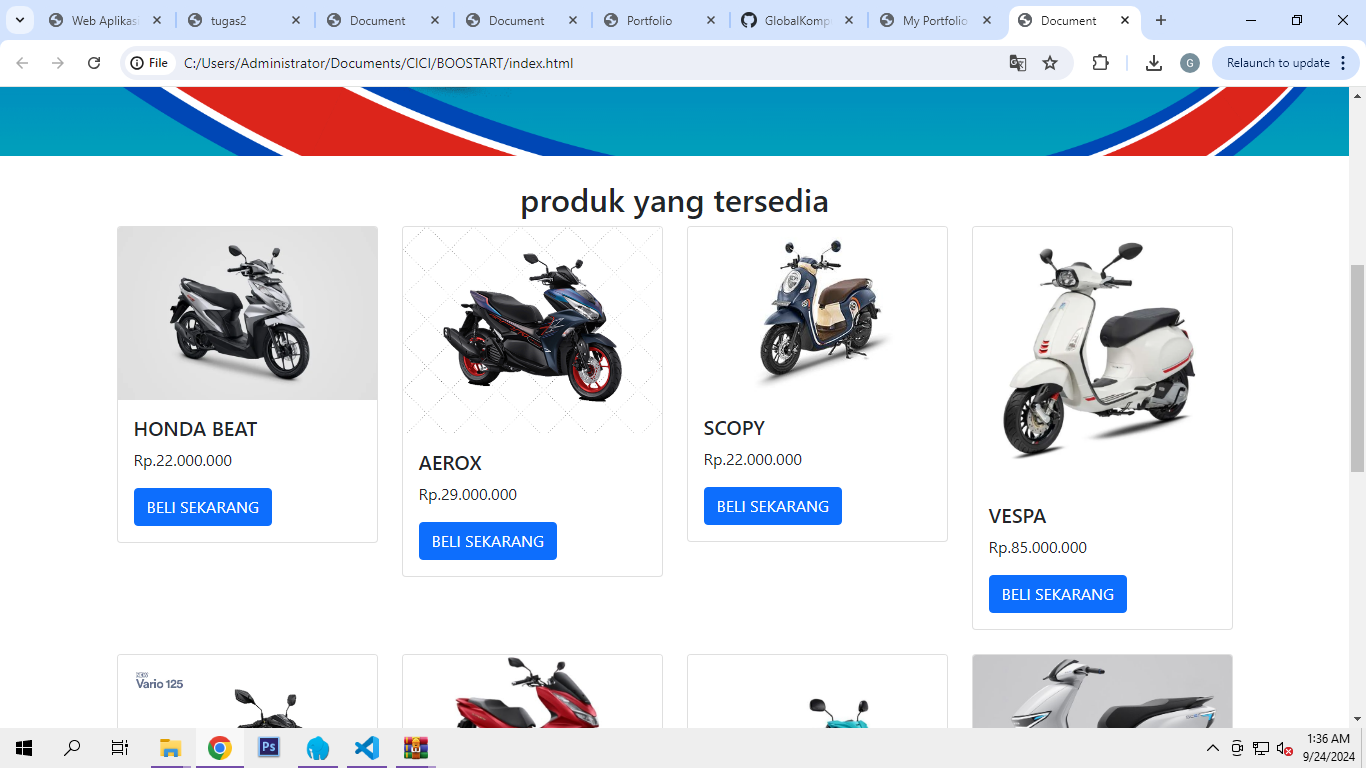 Web Aplikasi
tugas2
Document
Document
Portfolio
GlobalKomp
My Portfolio
Document
File
C:/Users/Administrator/Documents/CICI/BOOSTART/index.html
G
Relaunch to update
produk yang tersedia
HONDA BEAT
Rp.22.000.000
BELI SEKARANG
AEROX
Rp.29.000.000
BELI SEKARANG
SCOPY
Rp.22.000.000
BELI SEKARANG
VESPA
Rp.85.000.000
BELI SEKARANG
NEW
Vario 125
Ps
1:36 AM
9/24/2024